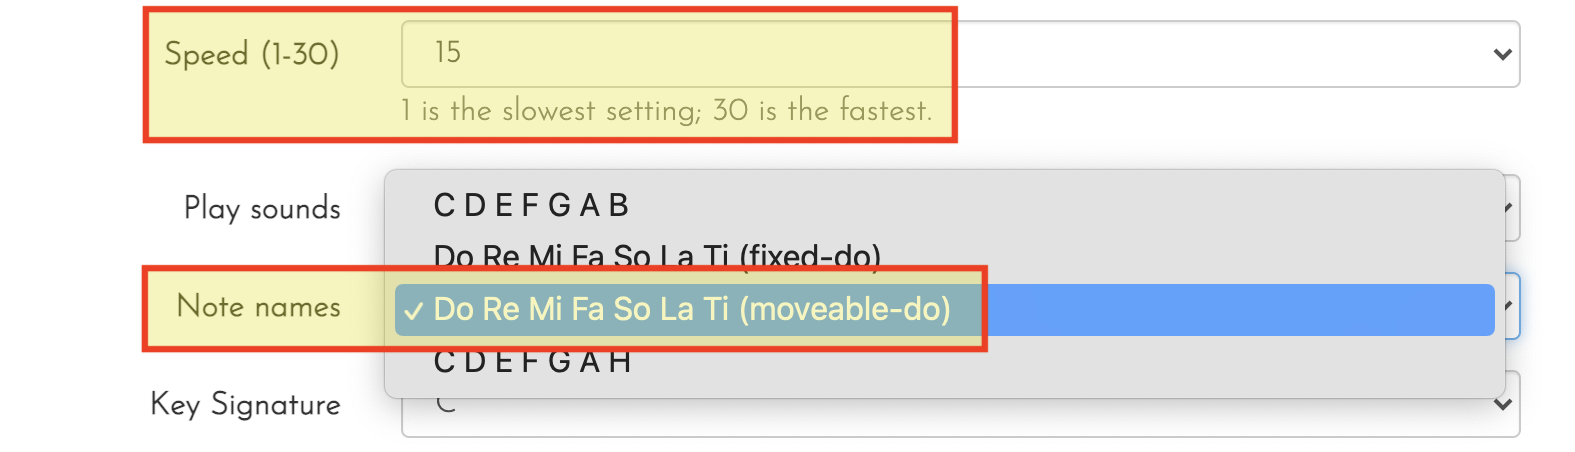 Speed (1-30)
15
1 is the slowest setting; 30 is the fastest.
Play sounds
C D E F G A B
Do Re Mi Fa So La Ti (fixed-do)
Note names
✓ Do Re Mi Fa So La Ti (moveable-do)
C D E F G A H
Key Signature
C